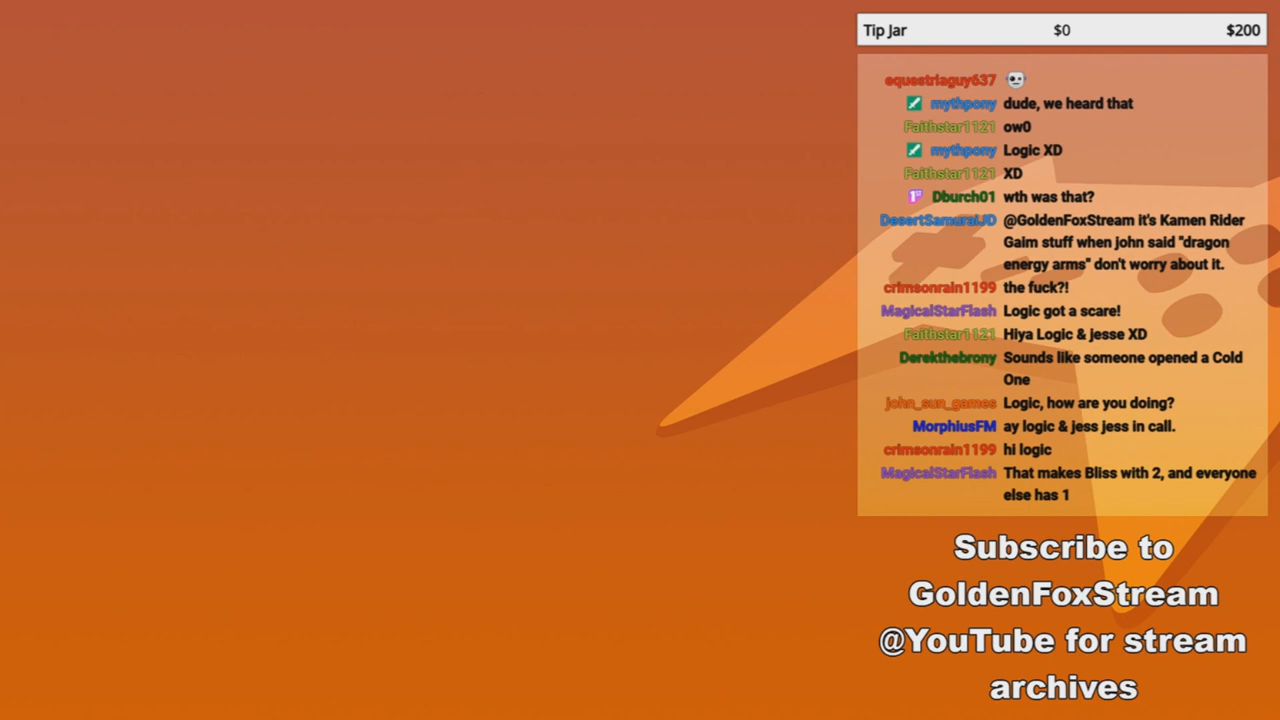 Tip Jar $0 $200
equestriaguy637
mythpony dude, we heard that
Faithstar1121 ow0
mythpony Logic XD
Faithstar1121 XD
Dburch01 wth was that?
DesertSamuraiJD @GoldenFoxStream it's Kamen Rider
Gaim stuff when john said "dragon
energy arms" don't worry about it.
crimsonrain1199 the fuck?!
MagicalStarFlash Logic got a scare!
Faithstar1121 Hiya Logic & jesse XD
Derekthebrony Sounds like someone opened a Cold
One
john_sun_games Logic, how are you doing?
MorphiusFM ay logic & jess jess in call.
crimsonrain1199 hi logic
MagicalStarFlash That makes Bliss with 2, and everyone
else has 1
Subscribe to
GoldenFoxStream
@YouTube for stream
archives